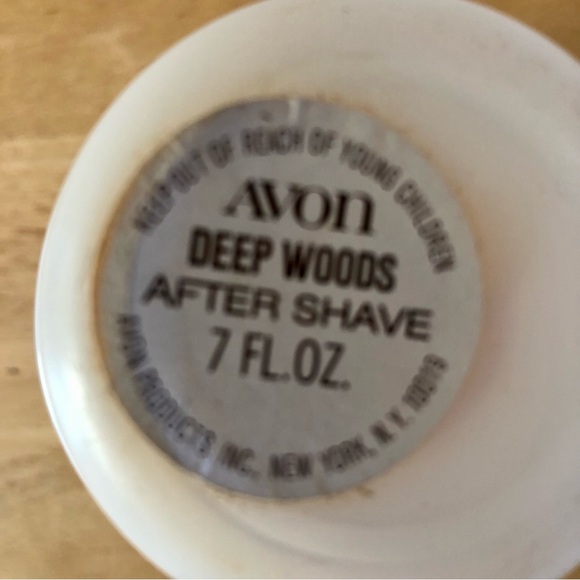 KEEP OUT OF REACH OF YOUNG CHILDREN
AVON
DEEP WOODS
AFTER SHAVE
7 FL.OZ.
AVON PRODUCTS INC., NEW YORK, N.Y. 10019